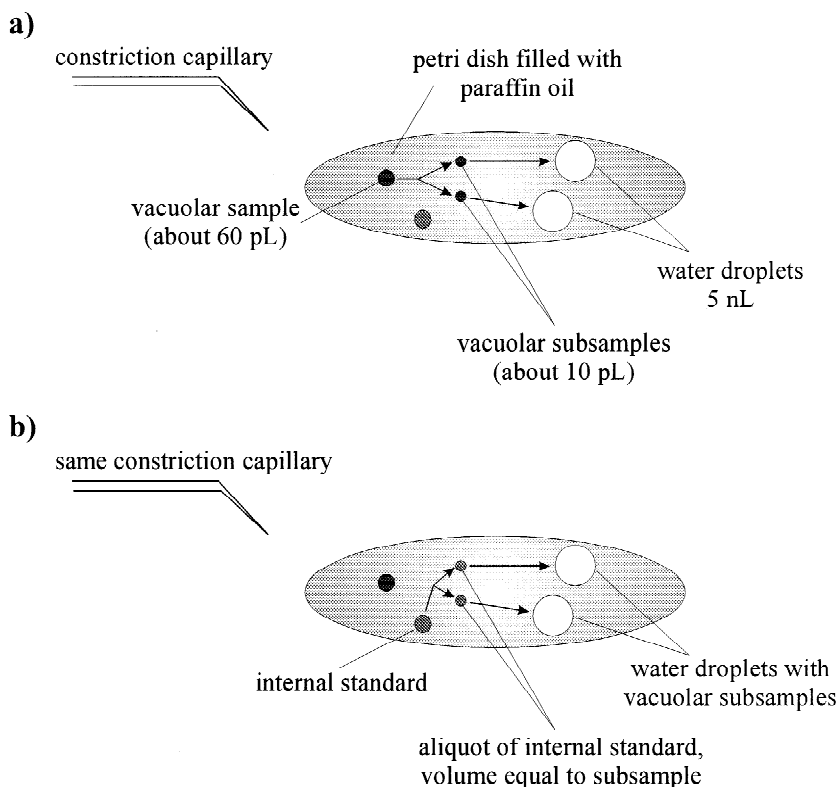 a)
constriction capillary
petri dish filled with
paraffin oil
vacuolar sample
(about 60 pL)
water droplets
5 nL
vacuolar subsamples
(about 10 pL)
b)
same constriction capillary
internal standard
water droplets with
vacuolar subsamples
aliquot of internal standard,
volume equal to subsample